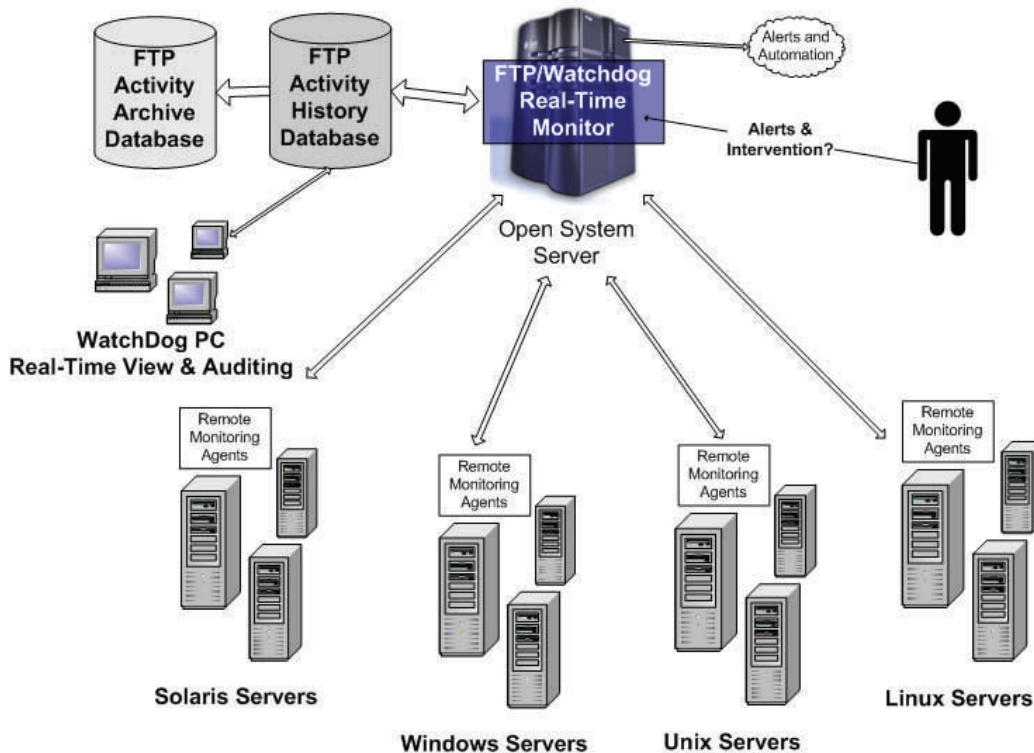 FTP
Activity
Archive
Database
FTP
Activity
History
Database
FTP/Watchdog
Real-Time
Monitor
Alerts and
Automation
Alerts &
Intervention?
Open System
Server
WatchDog PC
Real-Time View & Auditing
Remote
Monitoring
Agents
Remote
Monitoring
Agents
Remote
Monitoring
Agents
Remote
Monitoring
Agents
Solaris Servers
Windows Servers
Unix Servers
Linux Servers